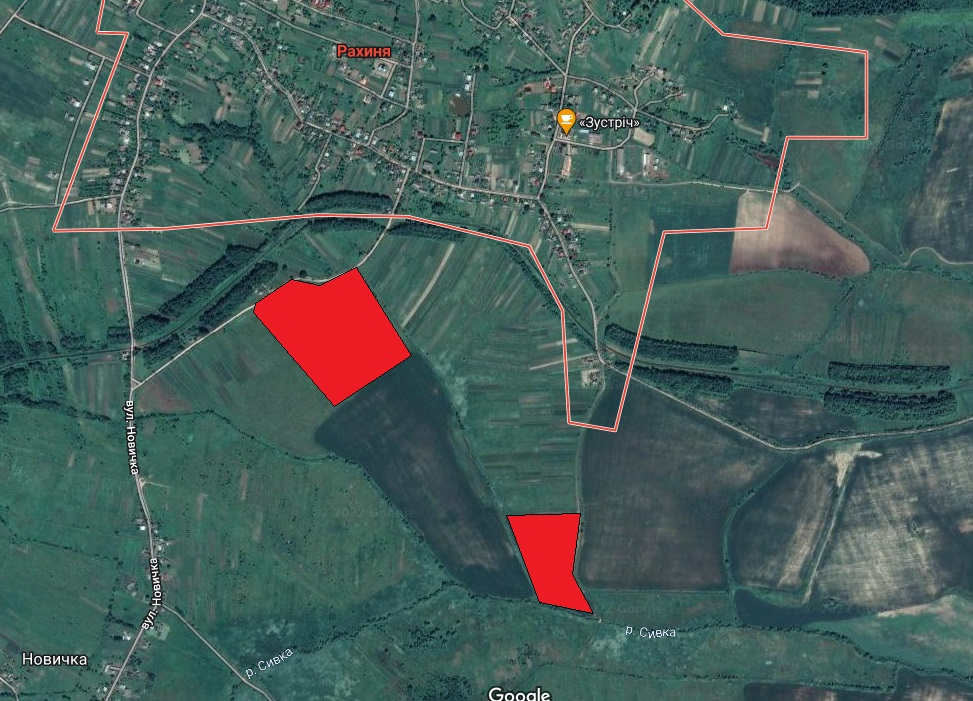 Рахиня
«Зустріч»
вул. Новичка
вул. Новичка
р. Сивка
Новичка
р. Сивка
Google